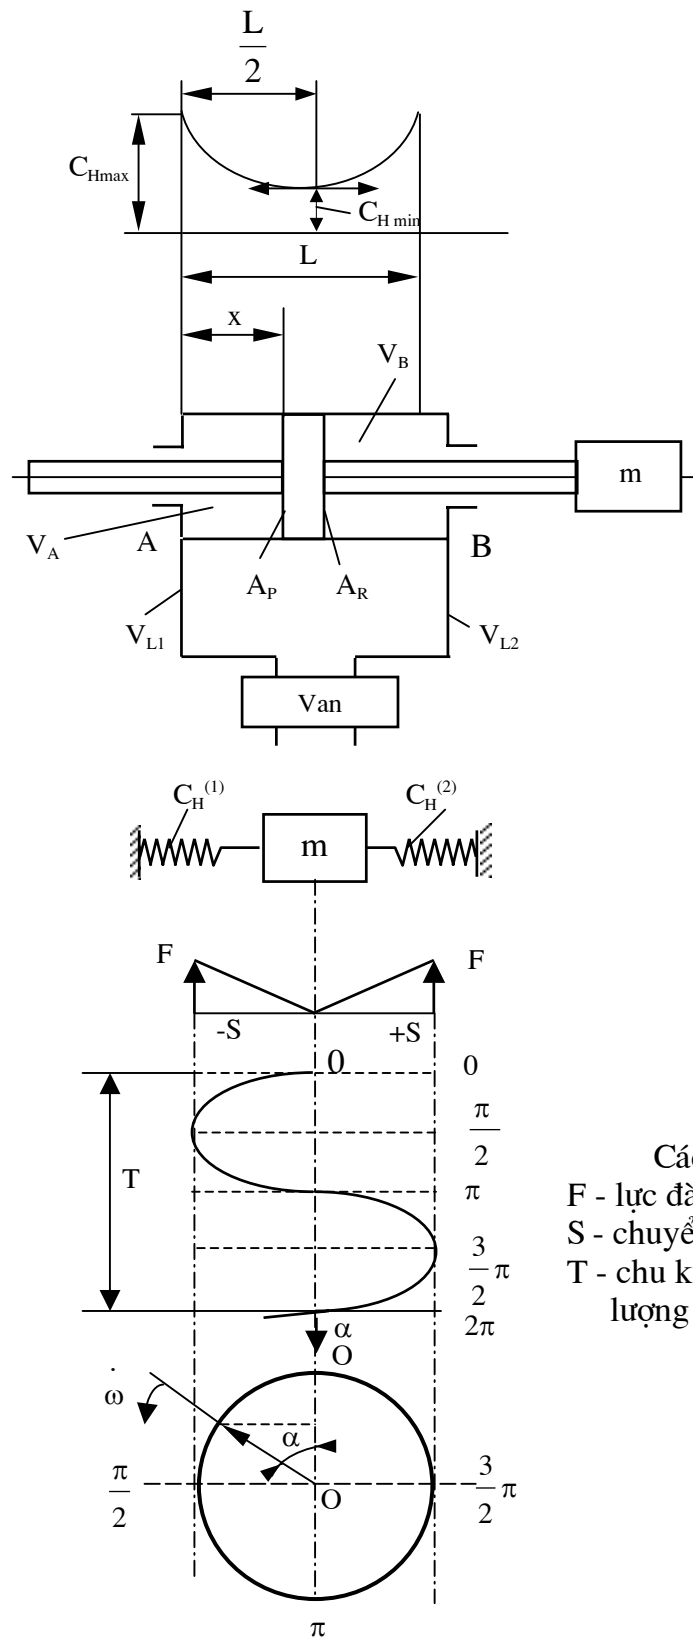 L
2
C_Hmax
C_H min
L
x
V_B
m
V_A
A
B
A_P
A_R
V_L1
V_L2
Van
C_H^(1)
C_H^(2)
m
F
F
-S
+S
0
0
π
2
T
π
Các
F - lực đà
S - chuyể
3
2
π
T - chu k
lượng
2π
α
O
ω̇
α
π
2
O
3
2
π
π